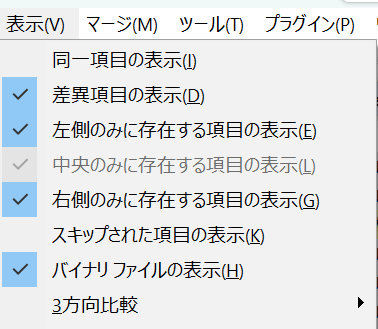 表示(V) マージ(M) ツール(T) プラグイン(P)
同一項目の表示(I)
差異項目の表示(D)
左側のみに存在する項目の表示(E)
中央のみに存在する項目の表示(L)
右側のみに存在する項目の表示(G)
スキップされた項目の表示(K)
バイナリ ファイルの表示(H)
3方向比較